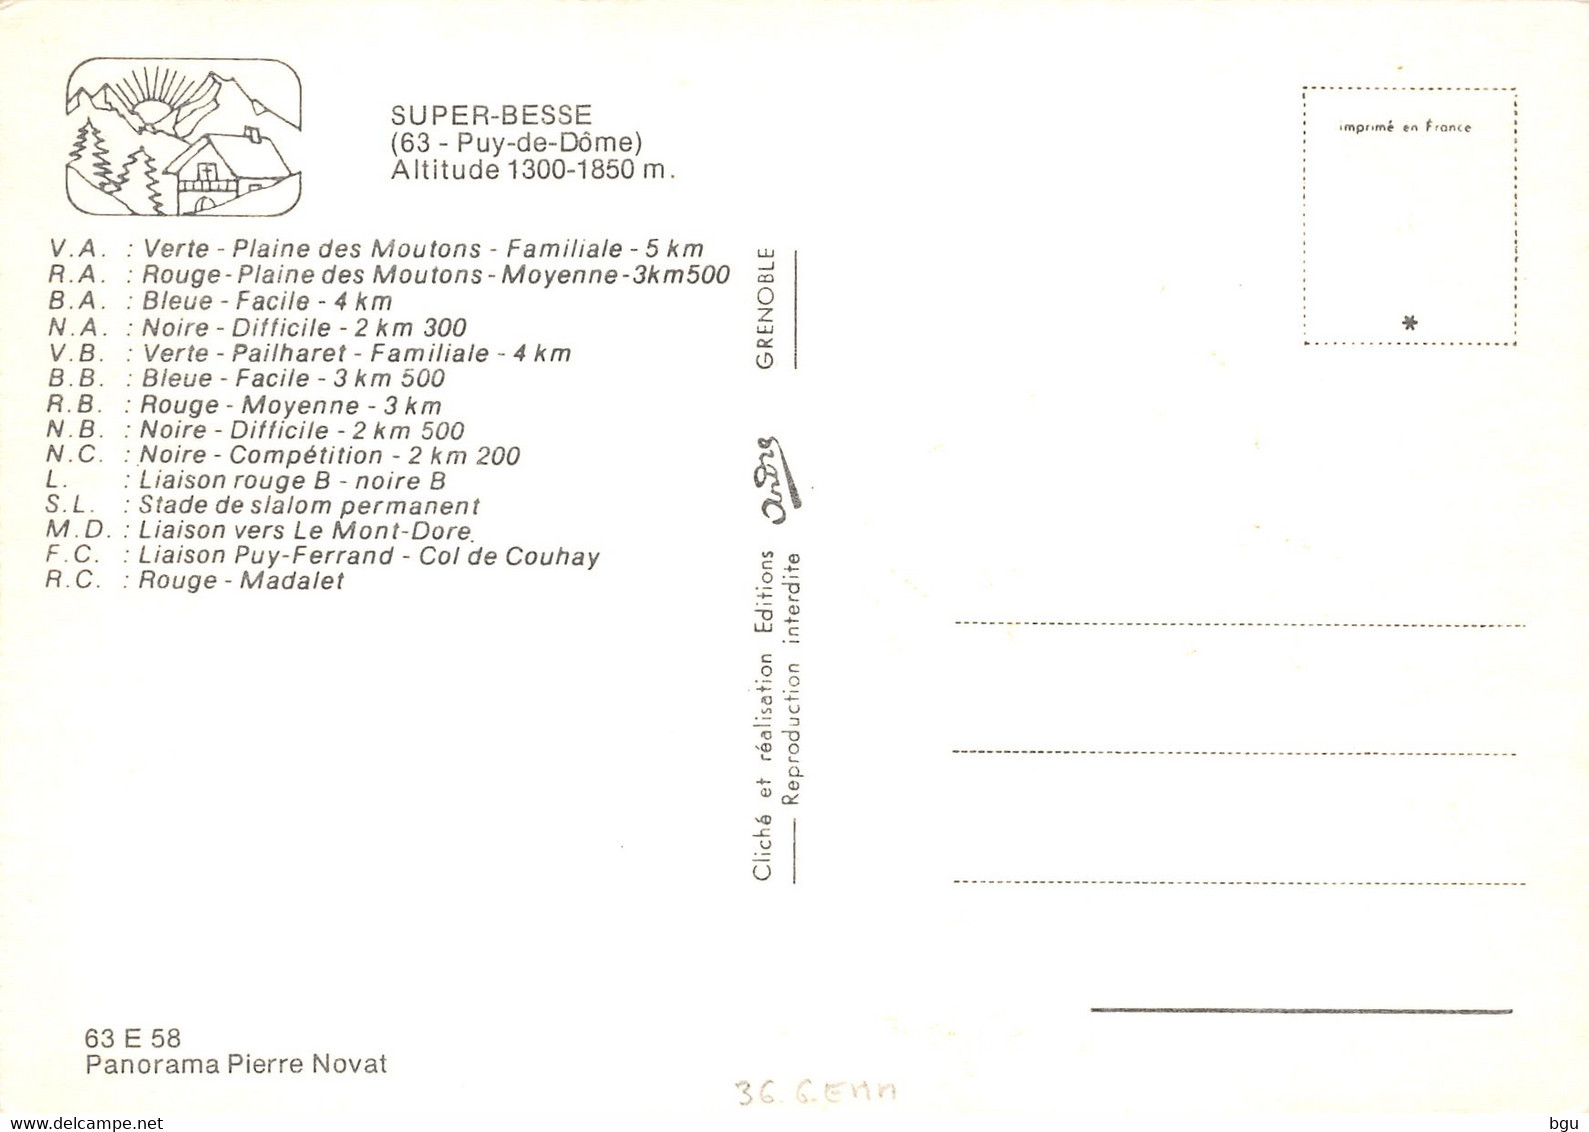 SUPER-BESSE
(63 - Puy-de-Dôme)
Altitude 1300-1850 m.
V.A. : Verte - Plaine des Moutons - Familiale - 5 km
R.A. : Rouge - Plaine des Moutons - Moyenne - 3km500
B.A. : Bleue - Facile - 4 km
N.A. : Noire - Difficile - 2 km 300
V.B. : Verte - Pailharet - Familiale - 4 km
B.B. : Bleue - Facile - 3 km 500
R.B. : Rouge - Moyenne - 3 km
N.B. : Noire - Difficile - 2 km 500
N.C. : Noire - Compétition - 2 km 200
L. : Liaison rouge B - noire B
S.L. : Stade de slalom permanent
M.D. : Liaison vers Le Mont-Dore.
F.C. : Liaison Puy-Ferrand - Col de Couhay
R.C. : Rouge - Madalet
63 E 58
Panorama Pierre Novat
Cliché et réalisation Editions André GRENOBLE
Reproduction interdite
imprimé en France
*
36.6.EMM
delcampe.net
bgu